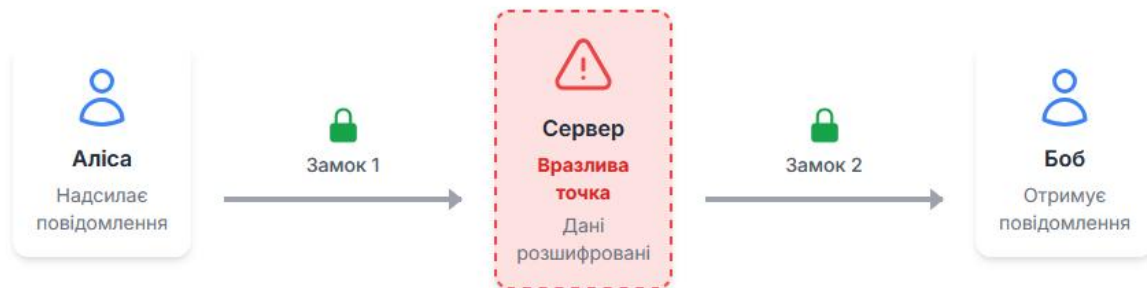 Аліса
Надсилає
повідомлення
Замок 1
Сервер
Вразлива
точка
Дані
розшифровані
Замок 2
Боб
Отримує
повідомлення